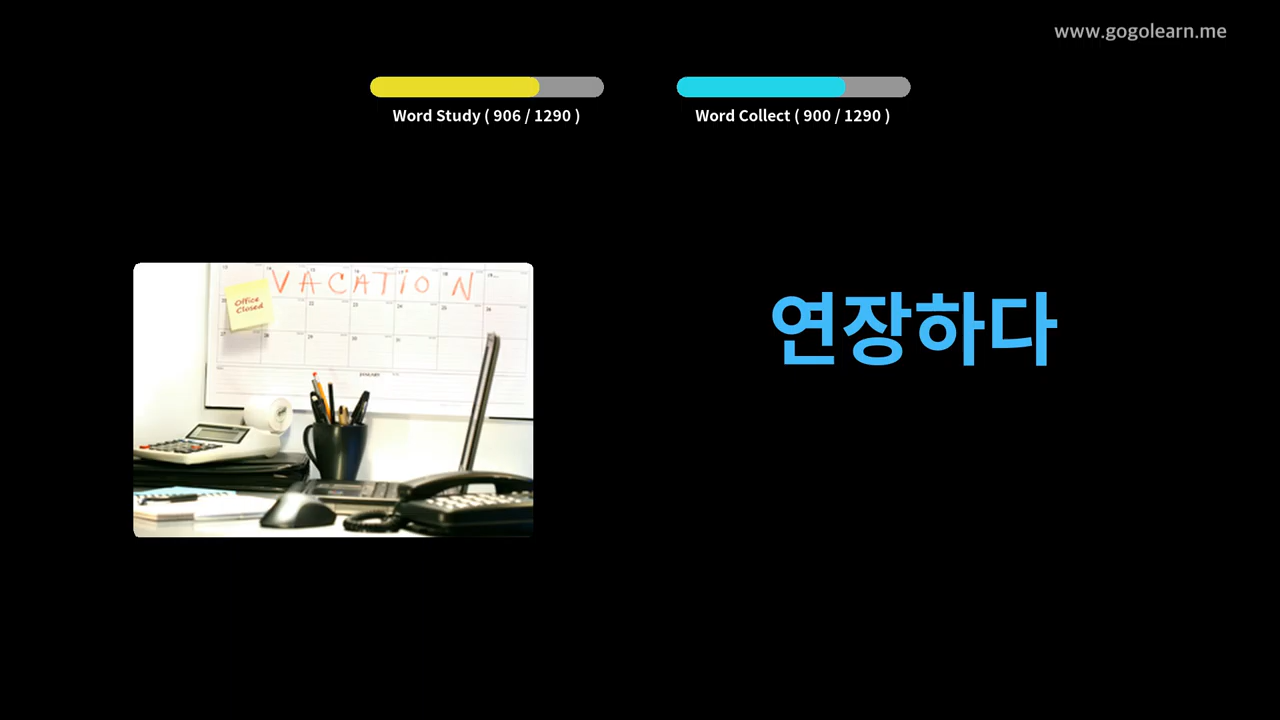 www.gogolearn.me
Word Study ( 906 / 1290 )
Word Collect ( 900 / 1290 )
VACATION
Office
Closed
연장하다